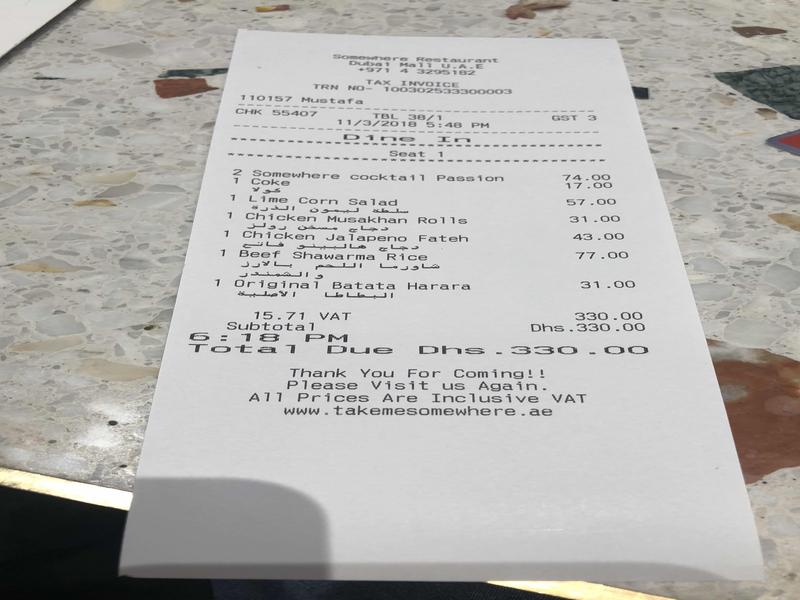 Somewhere Restaurant
Dubai Mall U.A.E
+971 4 3295182
TAX INVOICE
TRN NO- 100302533300003
110157 Mustafa
CHK 55407 TBL 38/1 GST 3
11/3/2018 5:48 PM
Dine In
Seat 1
2 Somewhere cocktail Passion 74.00
1 Coke 17.00
كولا
1 Lime Corn Salad 57.00
سلطة ليمون الذرة
1 Chicken Musakhan Rolls 31.00
دجاج مسخن رولز
1 Chicken Jalapeno Fateh 43.00
دجاج هالبينو فاتح
1 Beef Shawarma Rice 77.00
شاورما اللحم بالارز
والشمندر
1 Original Batata Harara 31.00
البطاطا الأصلية
15.71 VAT 330.00
Subtotal Dhs.330.00
6:18 PM
Total Due Dhs.330.00
Thank You For Coming!!
Please Visit us Again.
All Prices Are Inclusive VAT
www.takemesomewhere.ae